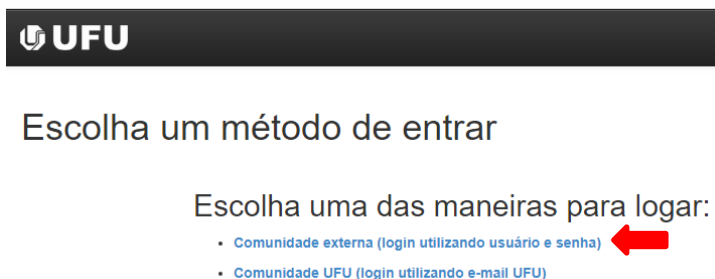 UFU
Escolha um método de entrar
Escolha uma das maneiras para logar:
Comunidade externa (login utilizando usuário e senha)
Comunidade UFU (login utilizando e-mail UFU)